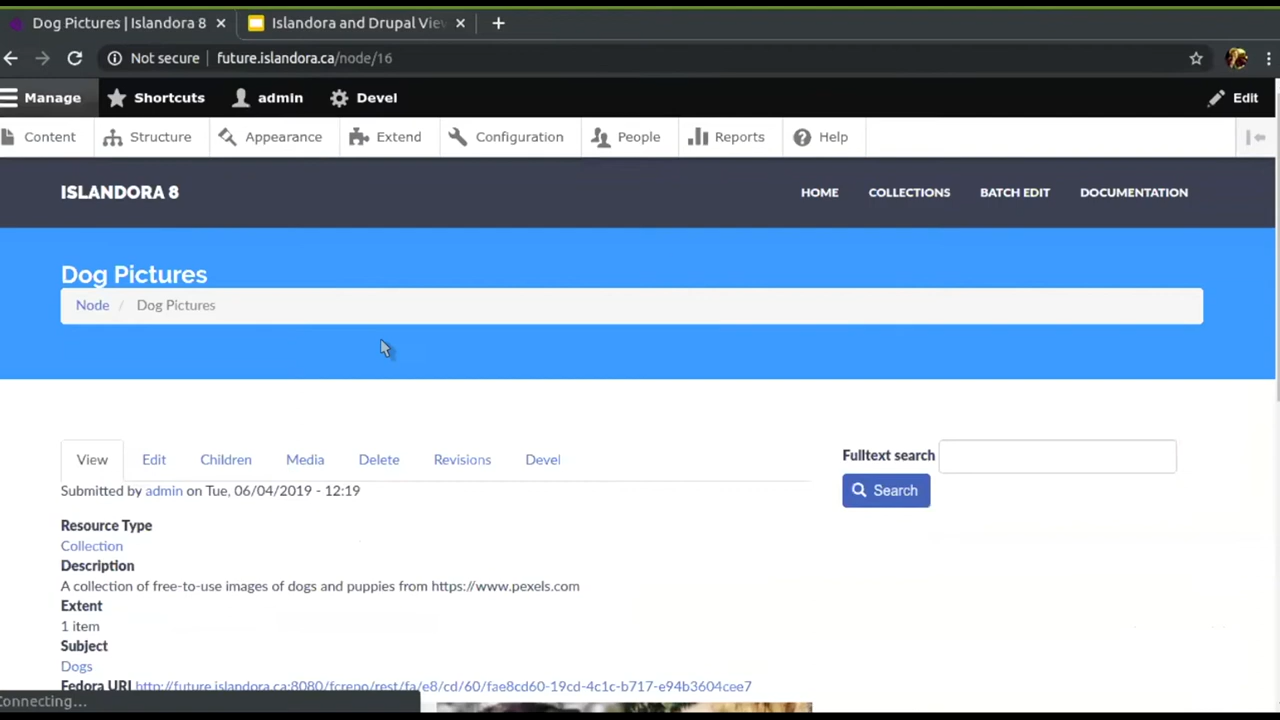 Dog Pictures | Islandora 8
Islandora and Drupal Vie
Not secure | future.islandora.ca/node/16
Manage Shortcuts admin Devel Edit
Content Structure Appearance Extend Configuration People Reports Help
ISLANDORA 8 HOME COLLECTIONS BATCH EDIT DOCUMENTATION
Dog Pictures
Node / Dog Pictures
View Edit Children Media Delete Revisions Devel
Fulltext search
Search
Submitted by admin on Tue, 06/04/2019 - 12:19
Resource Type
Collection
Description
A collection of free-to-use images of dogs and puppies from https://www.pexels.com
Extent
1 item
Subject
Dogs
Fedora URI http://future.islandora.ca:8080/fcrepo/rest/fa/e8/cd/60/fae8cd60-19cd-4c1c-b717-e94b3604cee7
Connecting...